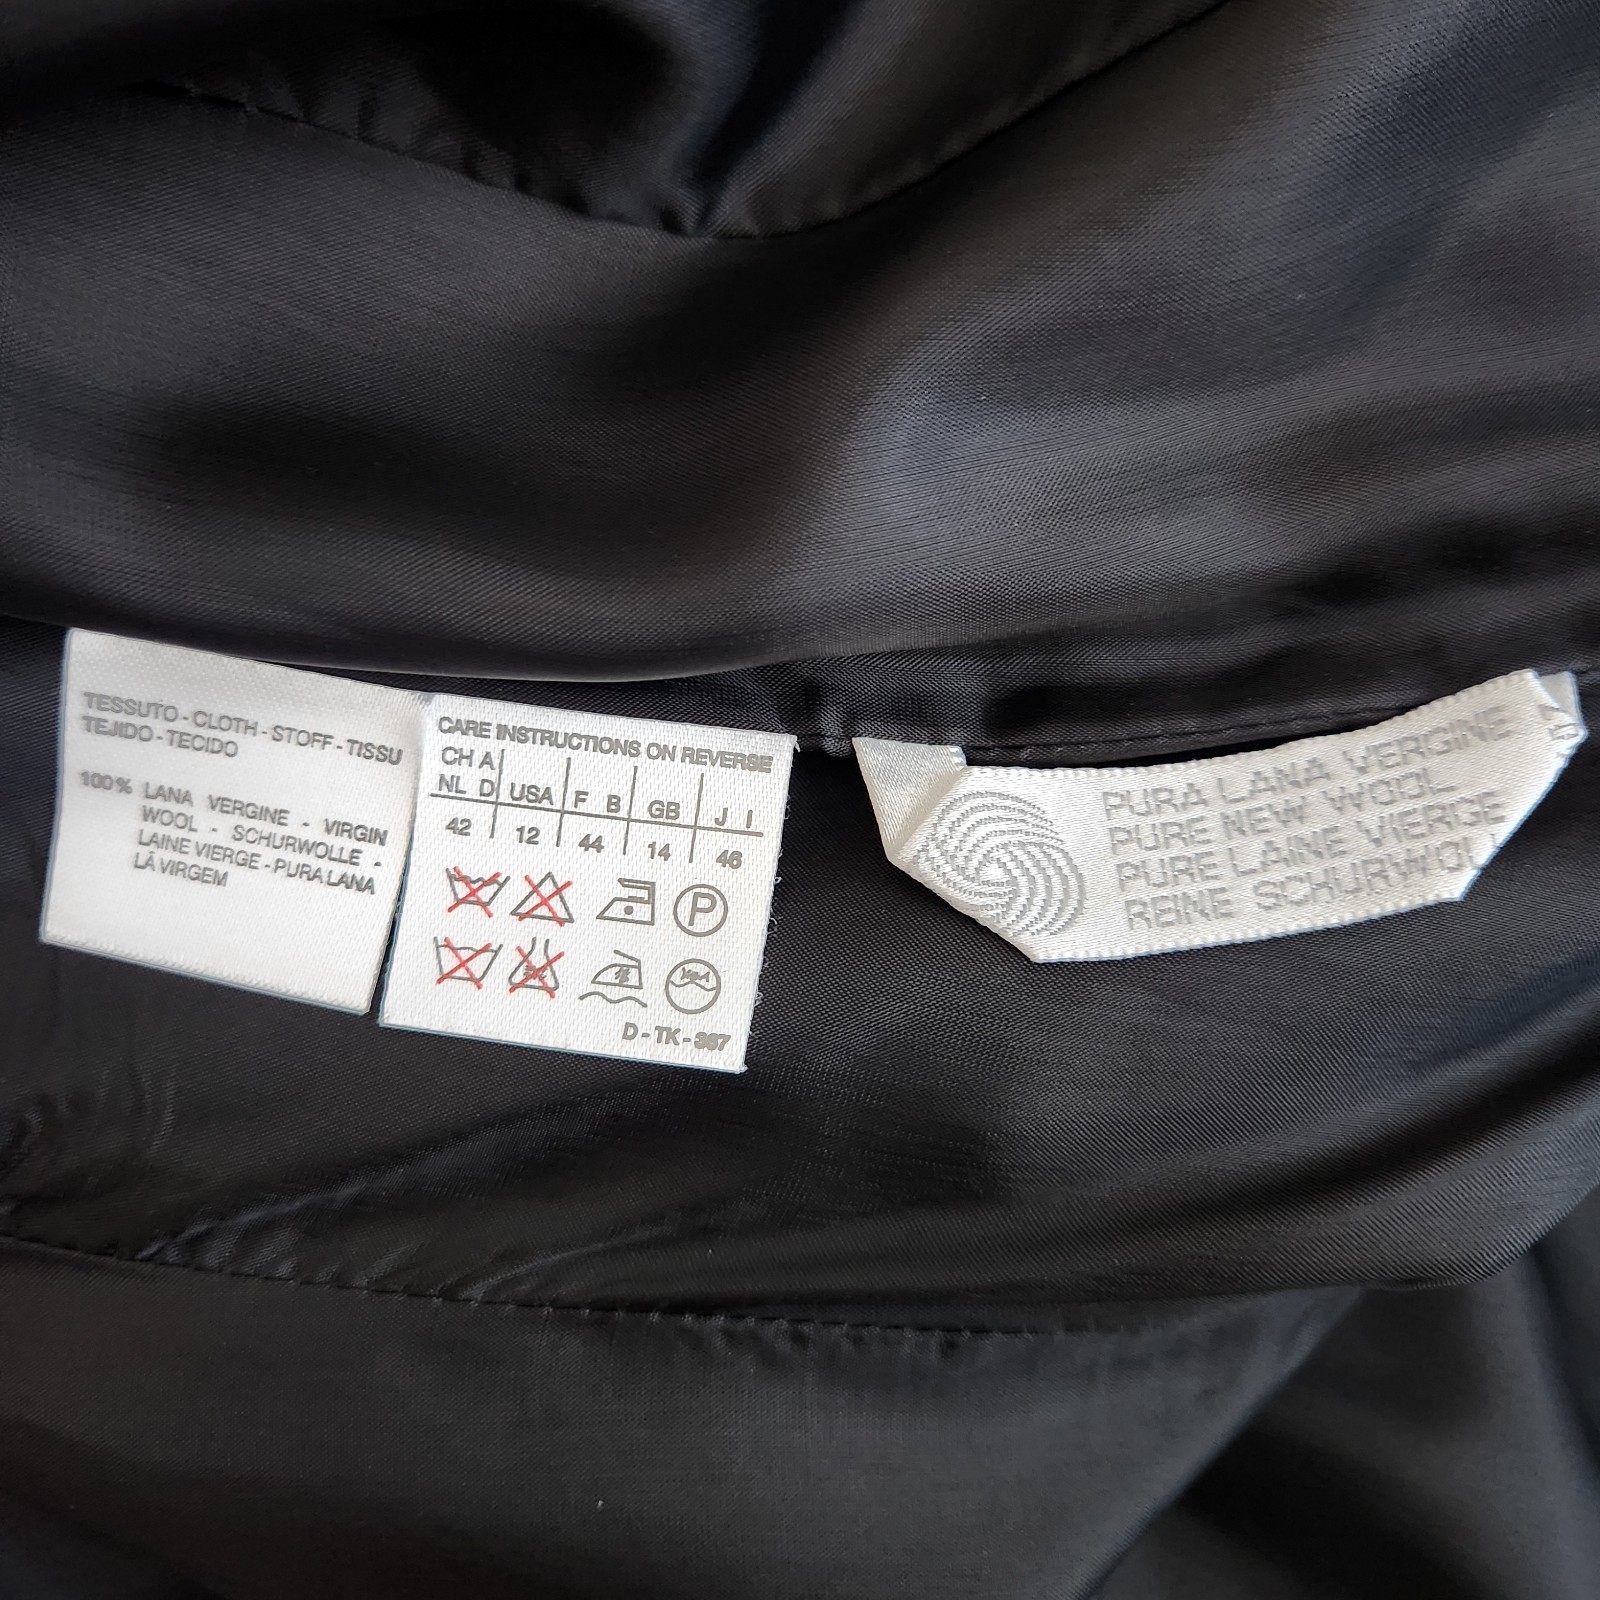 TESSUTO - CLOTH - STOFF - TISSU
TEJIDO - TECIDO
100% LANA VERGINE - VIRGIN
WOOL - SCHURWOLLE -
LAINE VIERGE - PURA LANA
LÃ VIRGEM
CARE INSTRUCTIONS ON REVERSE
CH A
NL D USA F B GB J I
42 12 44 14 46
P
D - TK - 387
PURA LANA VERGINE
PURE NEW WOOL
PURE LAINE VIERGE
REINE SCHURWOL